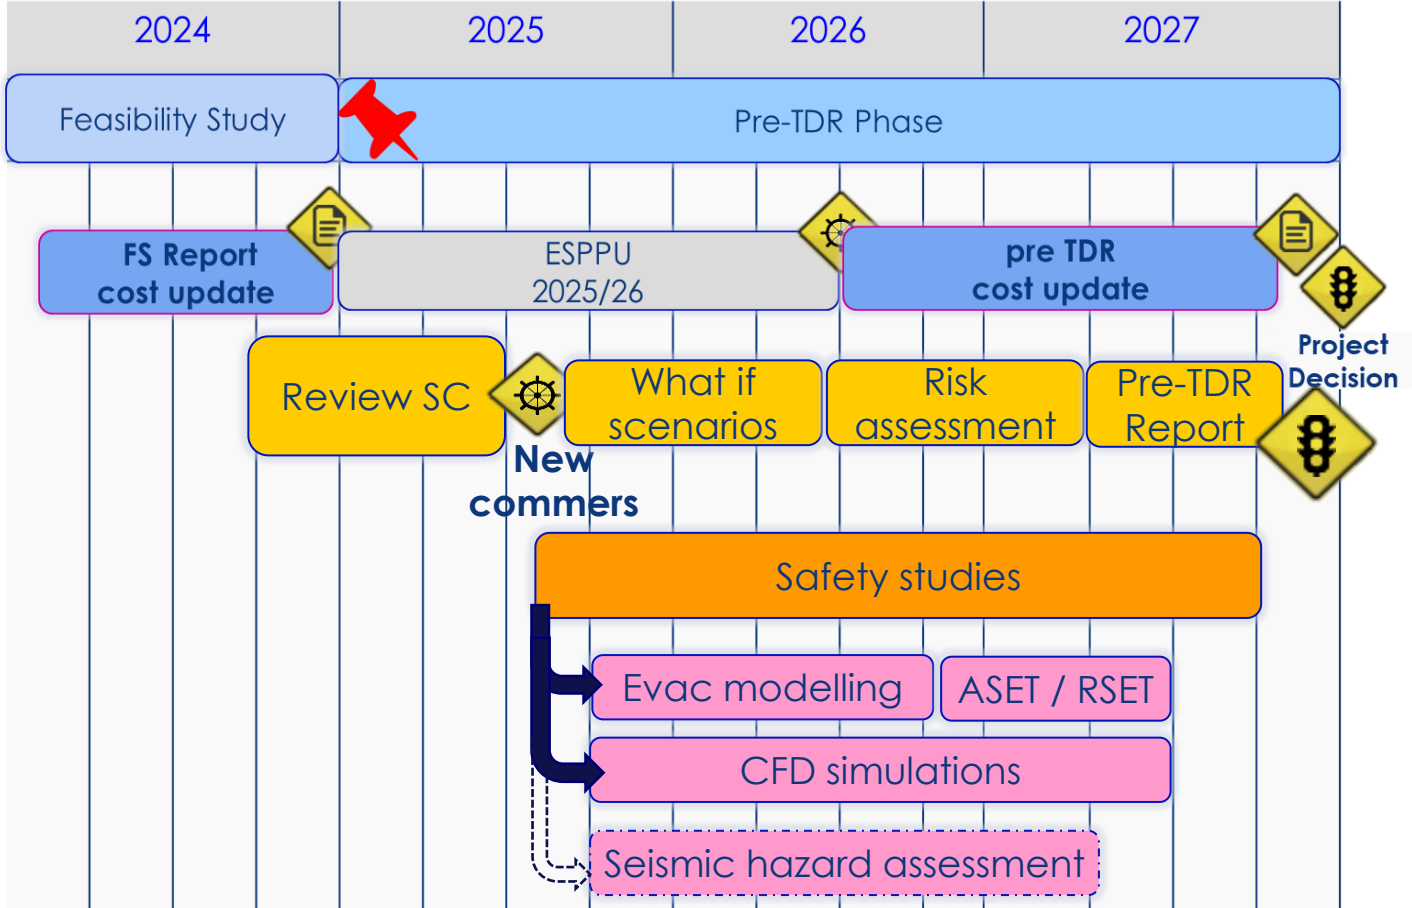 2024 2025 2026 2027
Feasibility Study Pre-TDR Phase
FS Report
cost update
ESPPU
2025/26
pre TDR
cost update
Project
Decision
Review SC
New
commers
What if
scenarios
Risk
assessment
Pre-TDR
Report
Safety studies
Evac modelling ASET / RSET
CFD simulations
Seismic hazard assessment